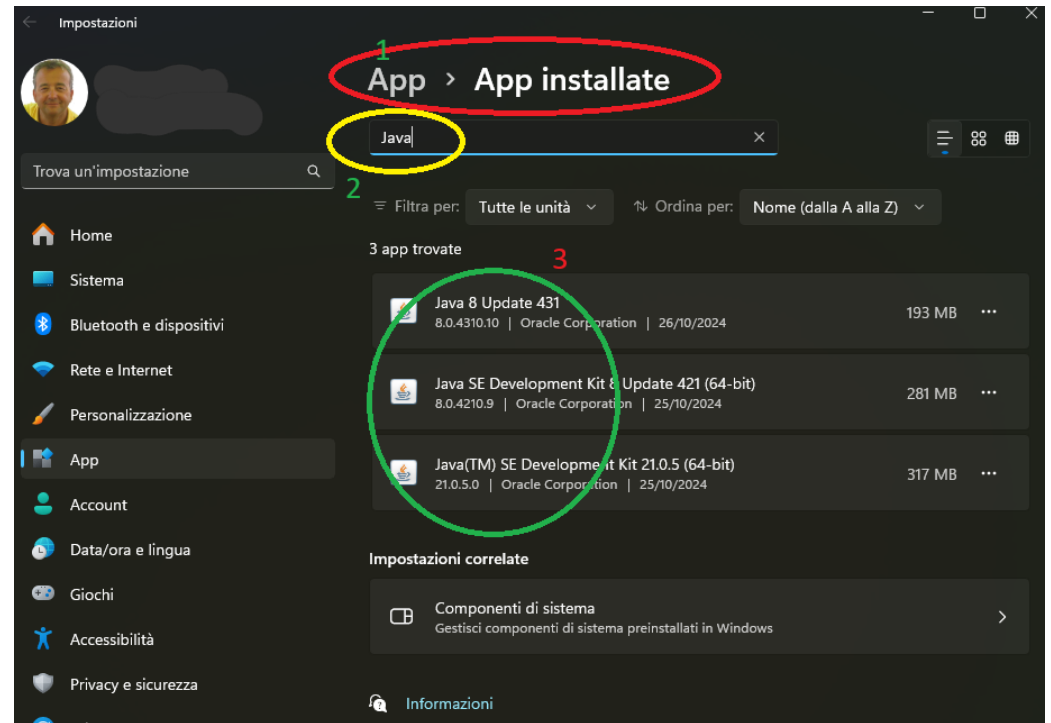 Impostazioni
1
App > App installate
Java
Trova un'impostazione
2
Filtra per: Tutte le unità Ordina per: Nome (dalla A alla Z)
Home
3 app trovate
3
Sistema
Java 8 Update 431
193 MB
8.0.4310.10 | Oracle Corporation | 26/10/2024
Bluetooth e dispositivi
Rete e Internet
Java SE Development Kit 8 Update 421 (64-bit)
281 MB
8.0.4210.9 | Oracle Corporation | 25/10/2024
Personalizzazione
App
Java(TM) SE Development Kit 21.0.5 (64-bit)
317 MB
21.0.5.0 | Oracle Corporation | 25/10/2024
Account
Data/ora e lingua
Impostazioni correlate
Giochi
Componenti di sistema
Gestisci componenti di sistema preinstallati in Windows
Accessibilità
Privacy e sicurezza
Informazioni